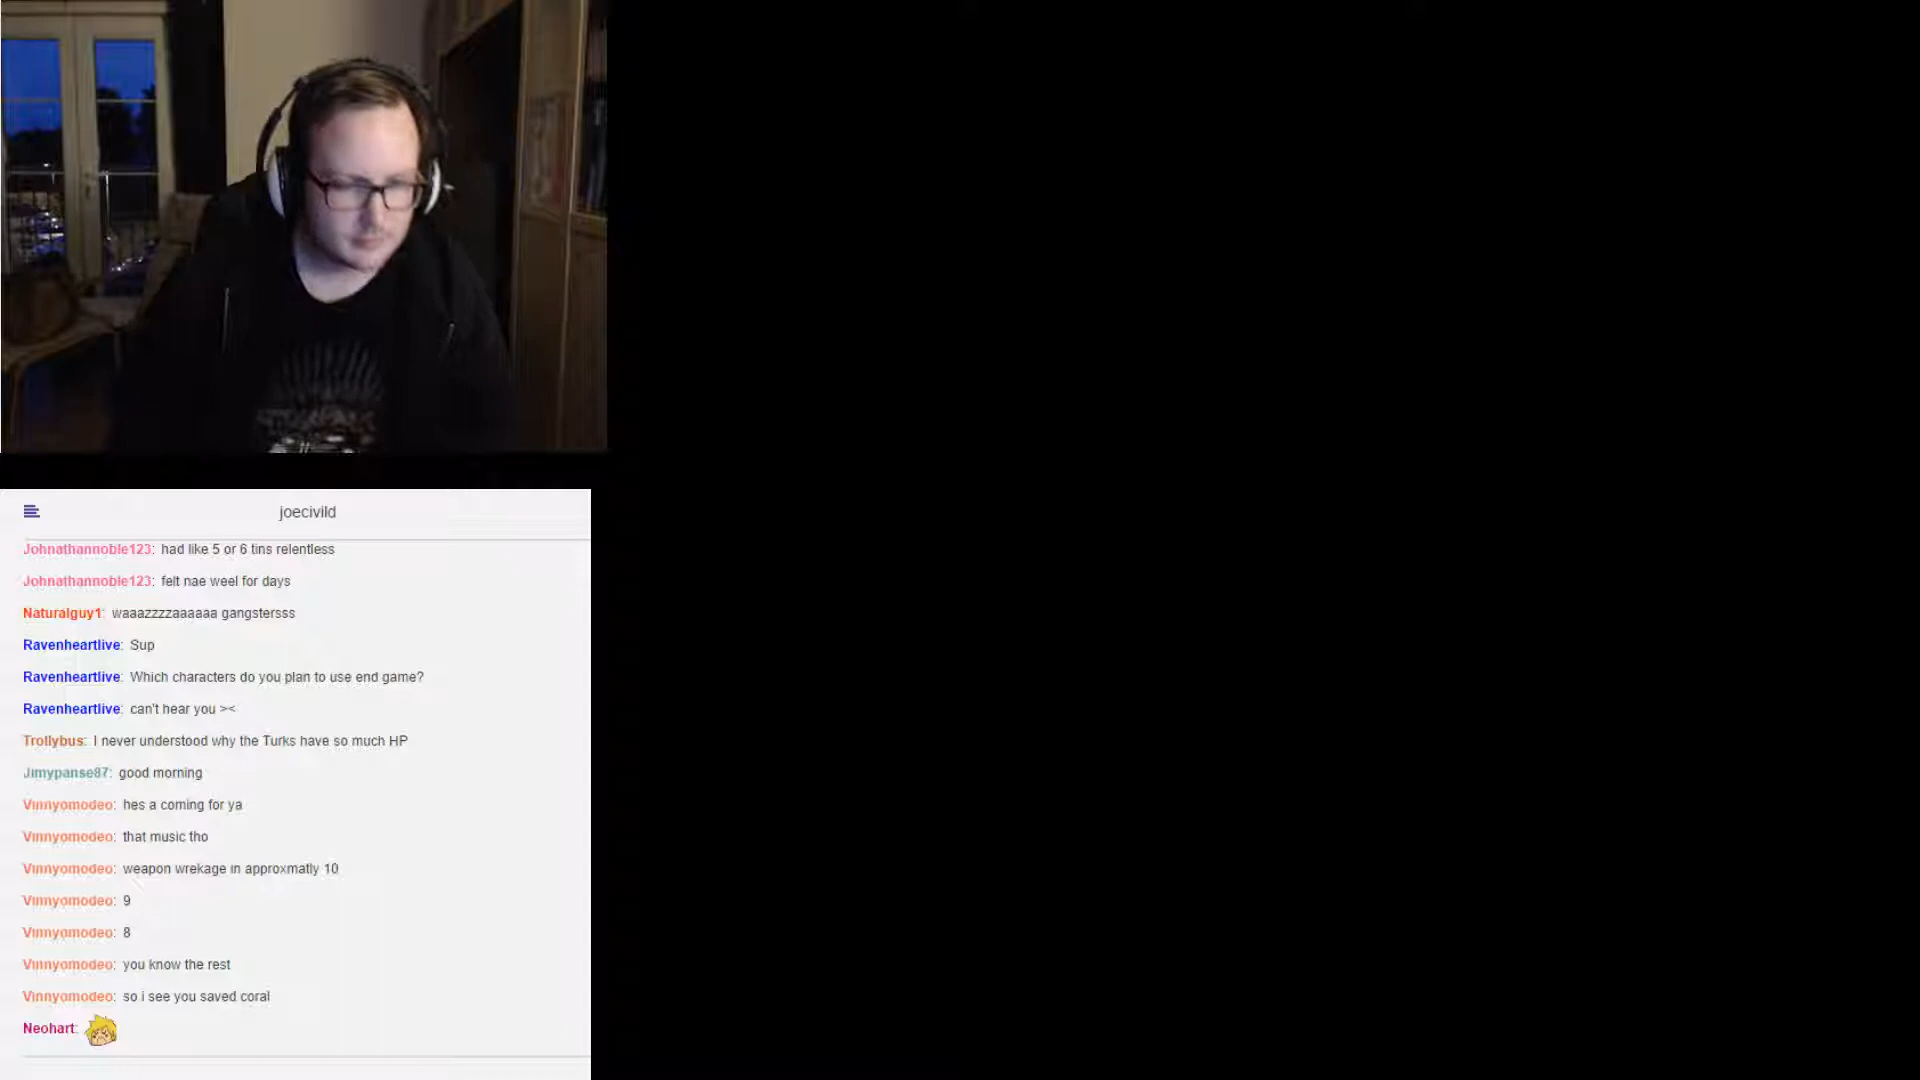 joecivild
Johnathannoble123: had like 5 or 6 tins relentless
Johnathannoble123: felt nae weel for days
Naturalguy1: waaazzzzaaaaaa gangstersss
Ravenheartlive: Sup
Ravenheartlive: Which characters do you plan to use end game?
Ravenheartlive: can't hear you ><
Trollybus: I never understood why the Turks have so much HP
Jimypanse87: good morning
Vinnyomodeo: hes a coming for ya
Vinnyomodeo: that music tho
Vinnyomodeo: weapon wrekage in approxmatly 10
Vinnyomodeo: 9
Vinnyomodeo: 8
Vinnyomodeo: you know the rest
Vinnyomodeo: so i see you saved coral
Neohart: